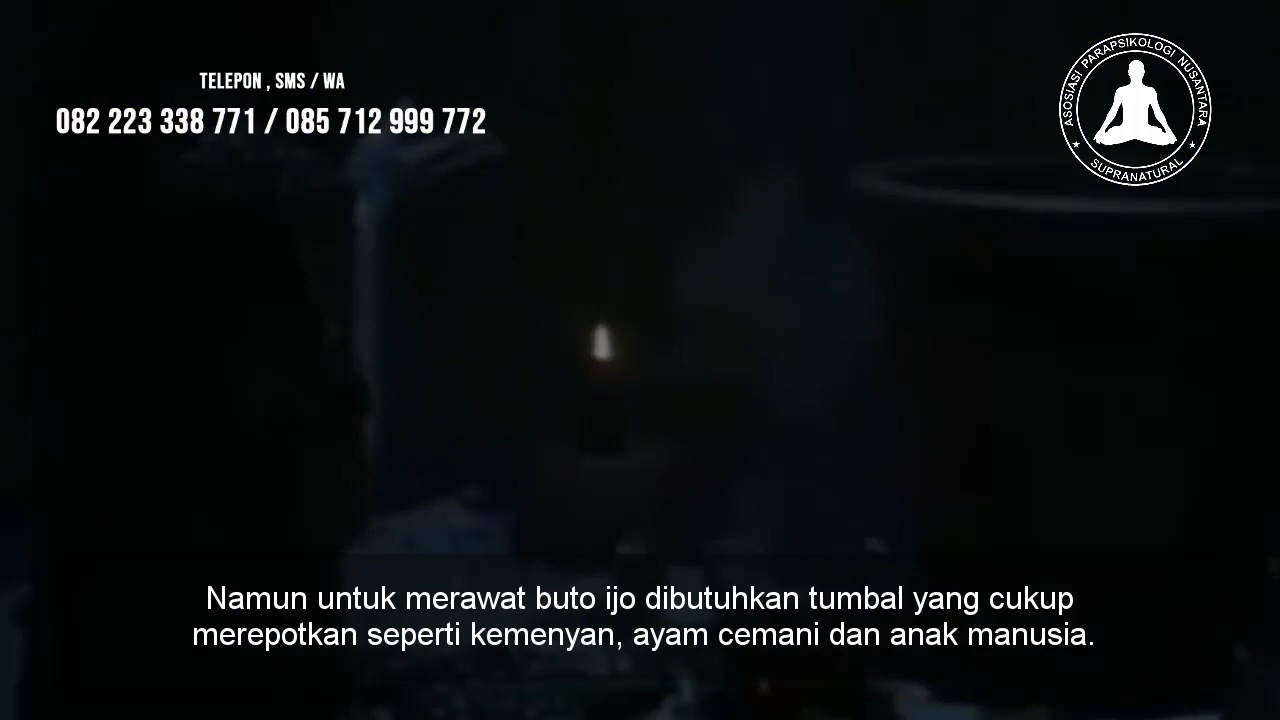 TELEPON , SMS / WA
082 223 338 771 / 085 712 999 772
ASOSIASI PARAPSIKOLOGI NUSANTARA
SUPRANATURAL
Namun untuk merawat buto ijo dibutuhkan tumbal yang cukup
merepotkan seperti kemenyan, ayam cemani dan anak manusia.